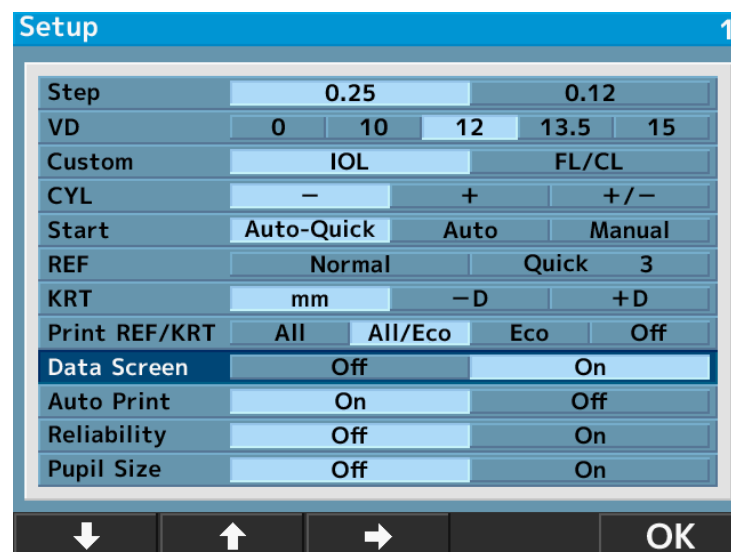 Setup 1
Step 0.25 0.12
VD 0 10 12 13.5 15
Custom IOL FL/CL
CYL − + +/−
Start Auto-Quick Auto Manual
REF Normal Quick 3
KRT mm −D +D
Print REF/KRT All All/Eco Eco Off
Data Screen Off On
Auto Print On Off
Reliability Off On
Pupil Size Off On
OK